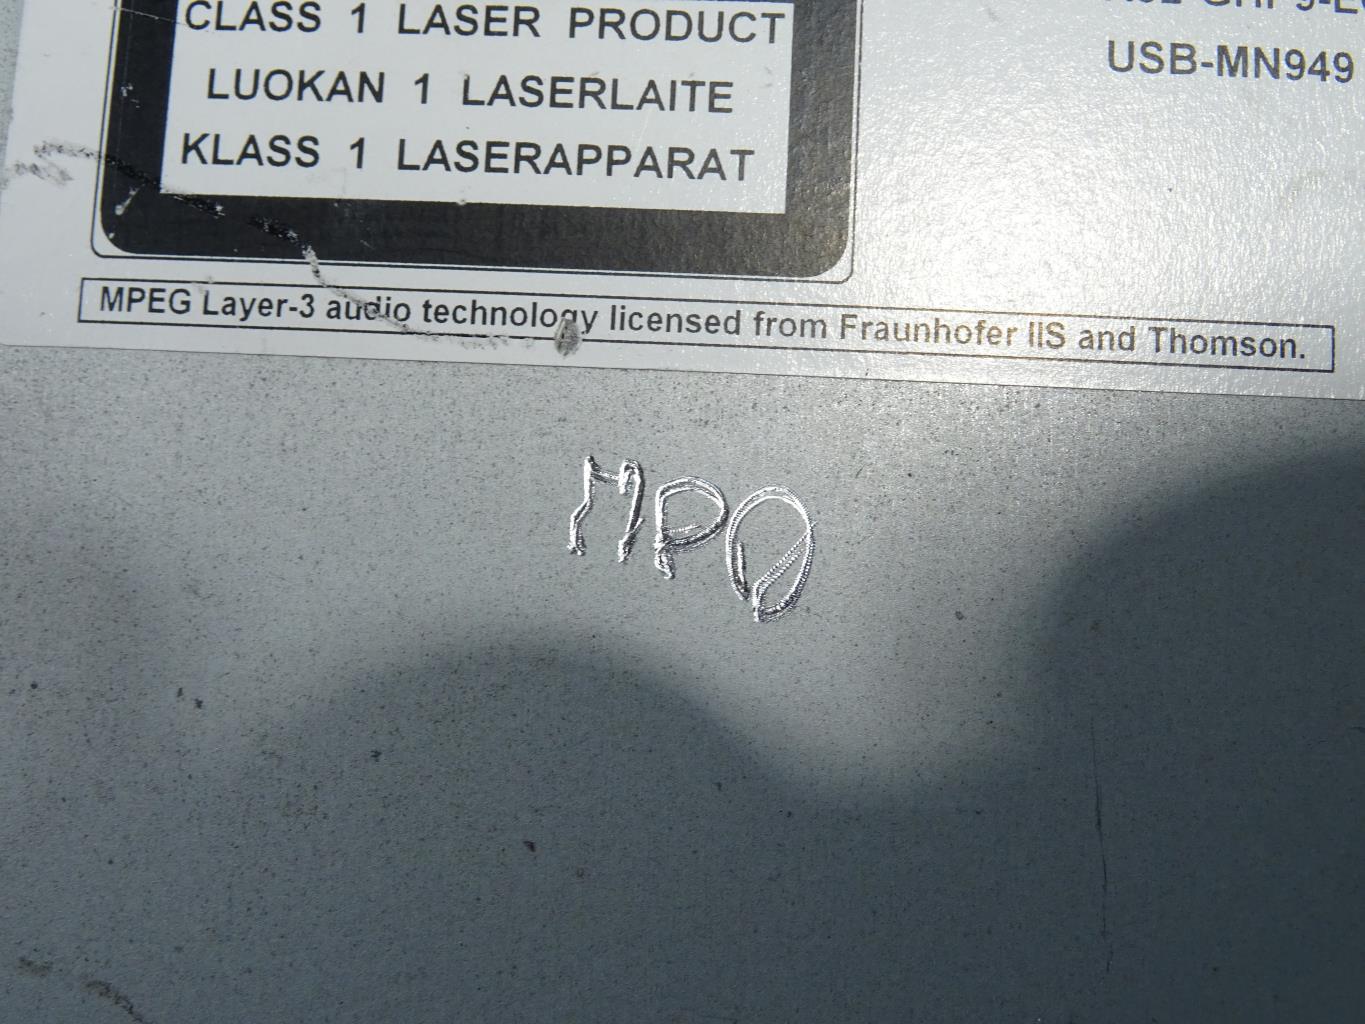 CLASS 1 LASER PRODUCT
USB-MN949
LUOKAN 1 LASERLAITE
KLASS 1 LASERAPPARAT
MPEG Layer-3 audio technology licensed from Fraunhofer IIS and Thomson.
MPO